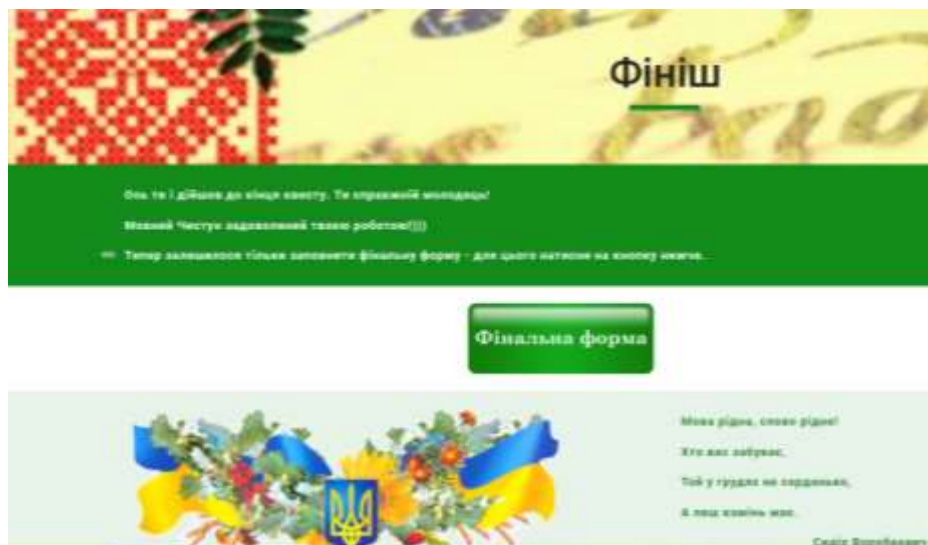 Фініш
Ось ти і дійшов до кінця квесту. Ти справжній молодець!
Мовний Чистун задоволений твоєю роботою!)))
Тепер залишилося тільки заповнити фінальну форму - для цього натисни на кнопку нижче.
Фінальна форма
Мова рідна, слово рідне!
Хто вас забуває,
Той у грудях не серденько,
А лиш камінь має.
Сидір Воробкевич